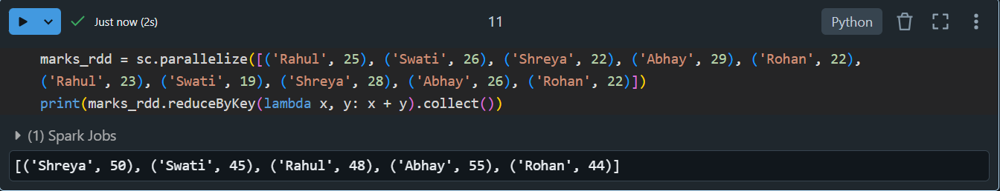 Just now (2s)
11
Python
marks_rdd = sc.parallelize([('Rahul', 25), ('Swati', 26), ('Shreya', 22), ('Abhay', 29), ('Rohan', 22),
('Rahul', 23), ('Swati', 19), ('Shreya', 28), ('Abhay', 26), ('Rohan', 22)])
print(marks_rdd.reduceByKey(lambda x, y: x + y).collect())
(1) Spark Jobs
[('Shreya', 50), ('Swati', 45), ('Rahul', 48), ('Abhay', 55), ('Rohan', 44)]